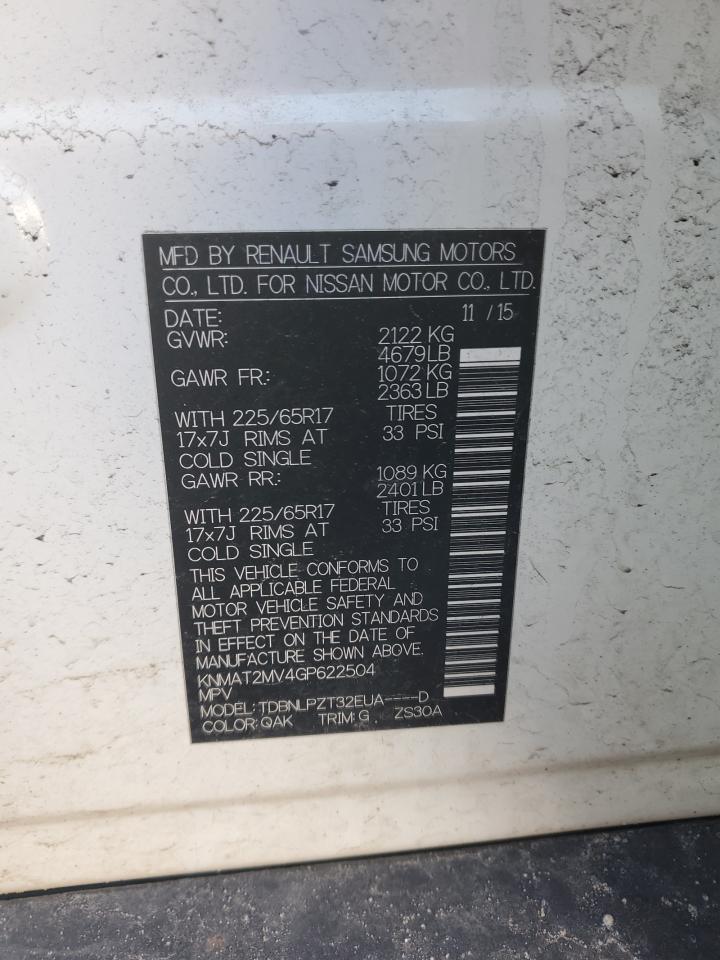 MFD BY RENAULT SAMSUNG MOTORS
CO., LTD. FOR NISSAN MOTOR CO., LTD.
DATE: 11 / 15
GVWR: 2122 KG
4679LB
GAWR FR.: 1072 KG
2363 LB
WITH 225/65R17 TIRES
17x7J RIMS AT 33 PSI
COLD SINGLE
GAWR RR.: 1089 KG
2401 LB
WITH 225/65R17 TIRES
17x7J RIMS AT 33 PSI
COLD SINGLE
THIS VEHICLE CONFORMS TO
ALL APPLICABLE FEDERAL
MOTOR VEHICLE SAFETY AND
THEFT PREVENTION STANDARDS
IN EFFECT ON THE DATE OF
MANUFACTURE SHOWN ABOVE.
KNMAT2MV4GP622504
MPV
MODEL: TDBNLPZT32EUA----D
COLOR: QAK TRIM: G ZS30A